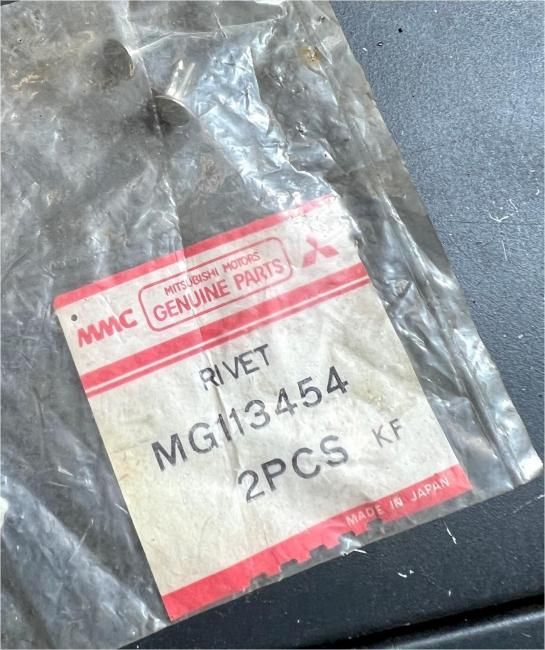 MMC
MITSUBISHI MOTORS
GENUINE PARTS
RIVET
MG113454
2PCS KF
MADE IN JAPAN